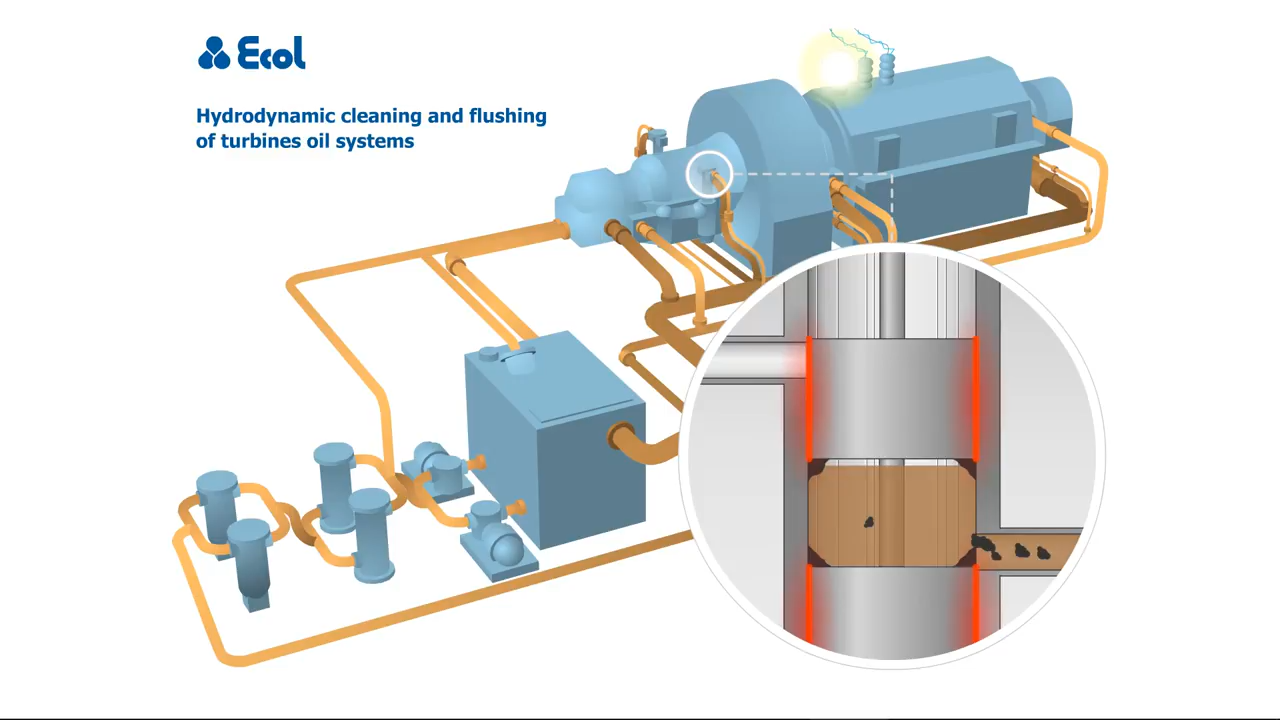 Ecol
Hydrodynamic cleaning and flushing
of turbines oil systems